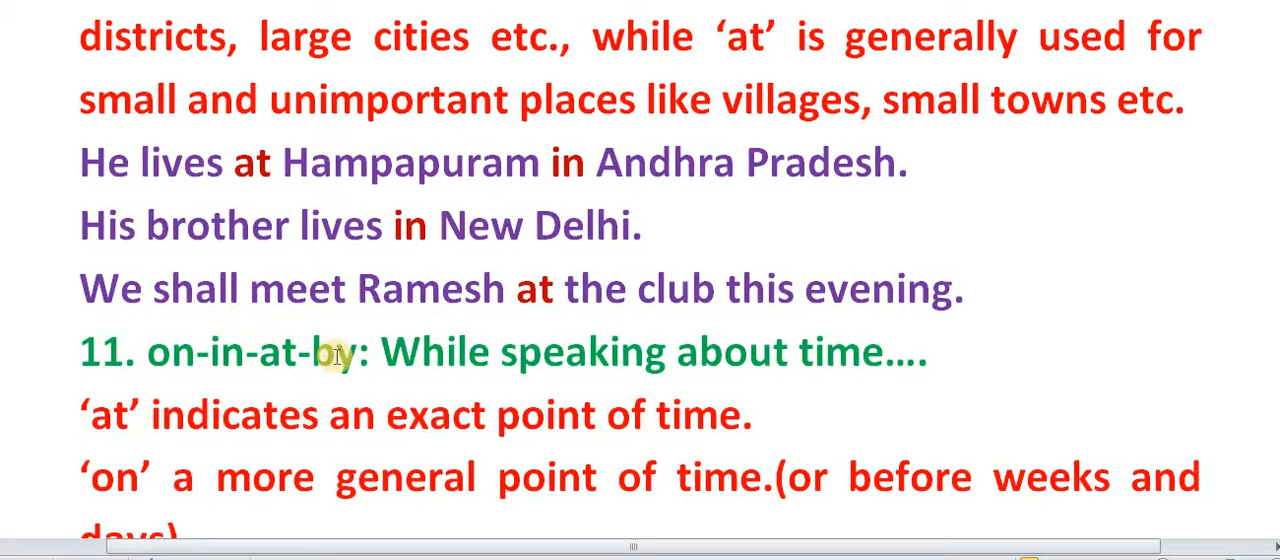 districts, large cities etc., while ‘at’ is generally used for
small and unimportant places like villages, small towns etc.
He lives at Hampapuram in Andhra Pradesh.
His brother lives in New Delhi.
We shall meet Ramesh at the club this evening.
11. on-in-at-by: While speaking about time….
‘at’ indicates an exact point of time.
‘on’ a more general point of time.(or before weeks and
days)